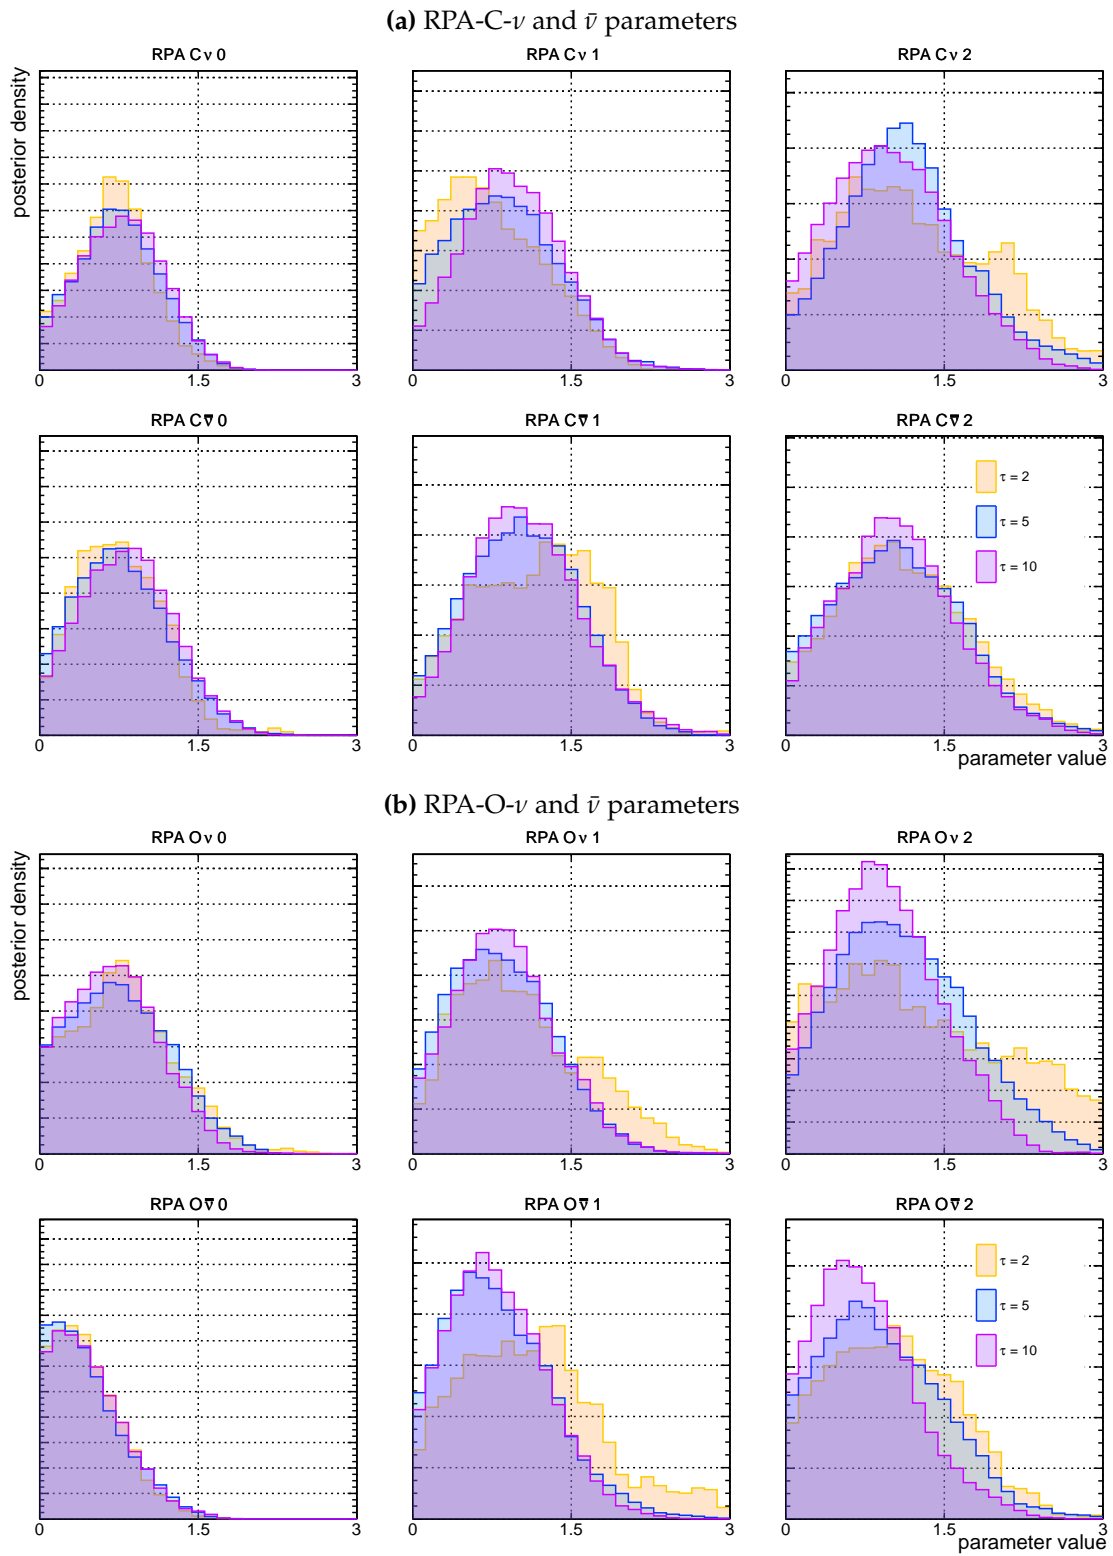 (a) RPA-C-ν and ν̄ parameters
RPA C ν 0
RPA C ν 1
RPA C ν 2
posterior density
0 1.5 3
0 1.5 3
0 1.5 3
RPA C ν̄ 0
RPA C ν̄ 1
RPA C ν̄ 2
τ = 2
τ = 5
τ = 10
0 1.5 3
0 1.5 3
0 1.5 3
parameter value
(b) RPA-O-ν and ν̄ parameters
RPA O ν 0
RPA O ν 1
RPA O ν 2
posterior density
0 1.5 3
0 1.5 3
0 1.5 3
RPA O ν̄ 0
RPA O ν̄ 1
RPA O ν̄ 2
τ = 2
τ = 5
τ = 10
0 1.5 3
0 1.5 3
0 1.5 3
parameter value